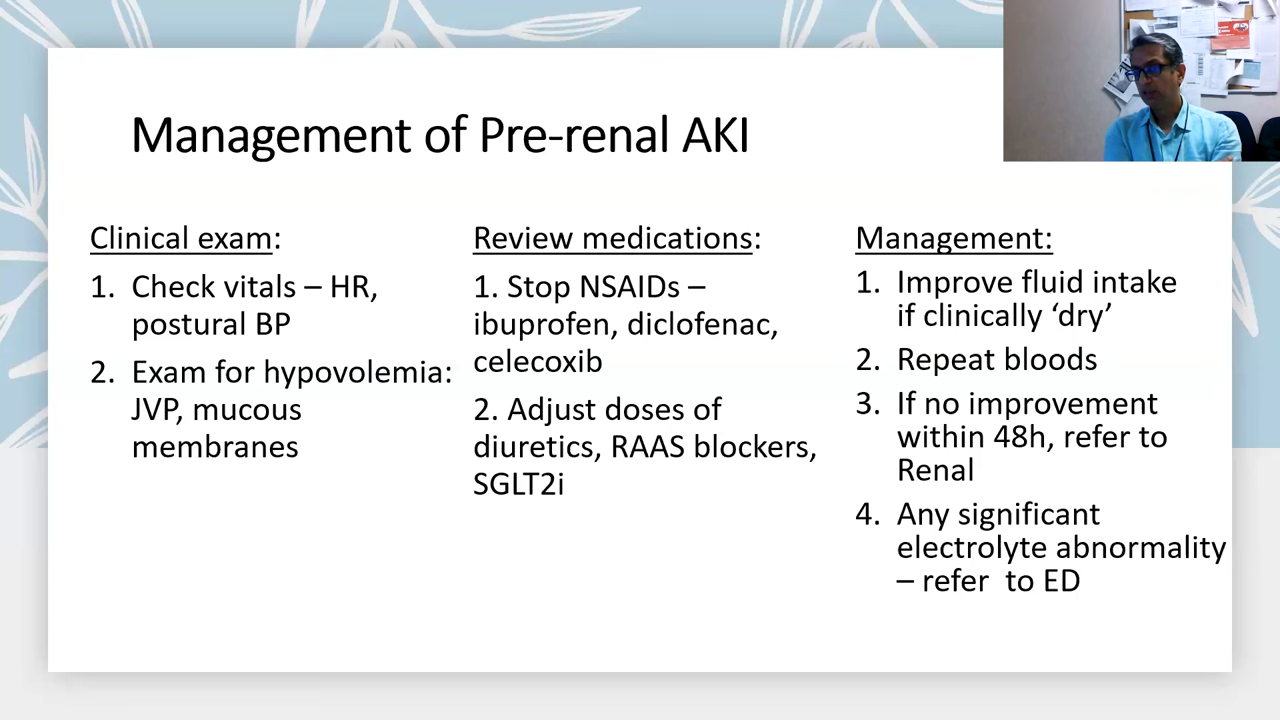 Management of Pre-renal AKI
Clinical exam:
1. Check vitals – HR,
postural BP
2. Exam for hypovolemia:
JVP, mucous
membranes
Review medications:
1. Stop NSAIDs –
ibuprofen, diclofenac,
celecoxib
2. Adjust doses of
diuretics, RAAS blockers,
SGLT2i
Management:
1. Improve fluid intake
if clinically ‘dry’
2. Repeat bloods
3. If no improvement
within 48h, refer to
Renal
4. Any significant
electrolyte abnormality
– refer  to ED